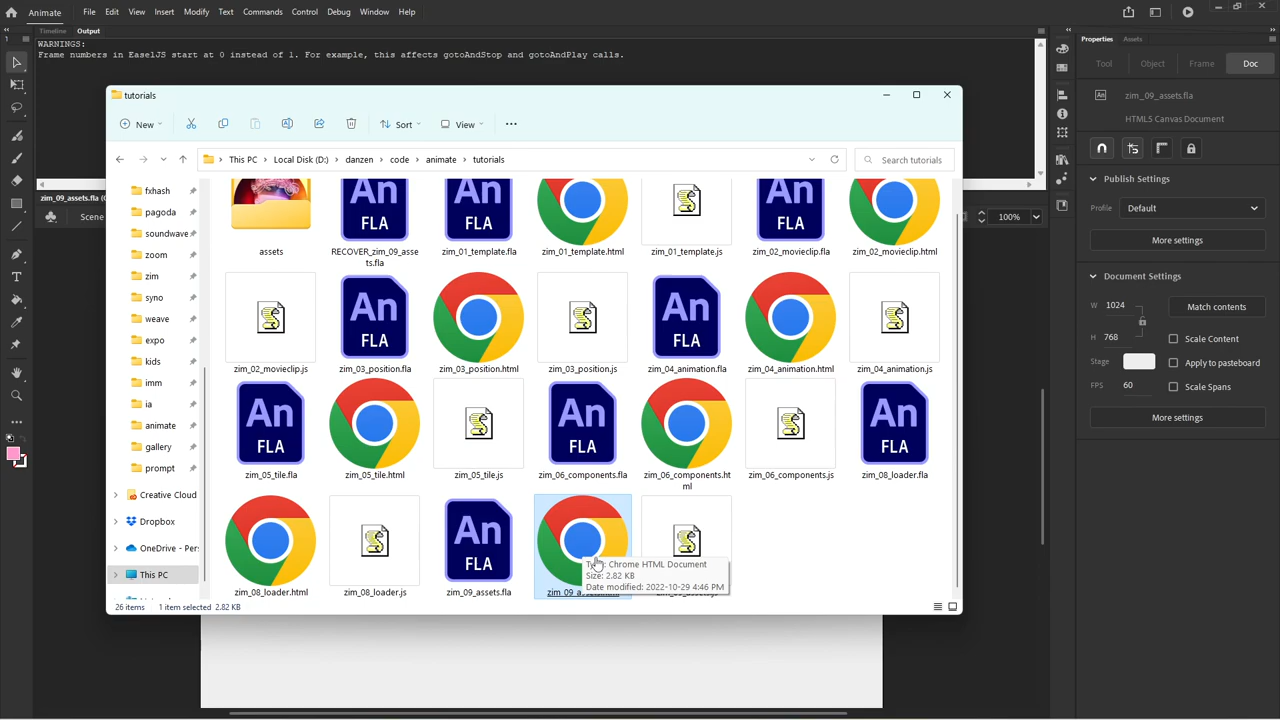 Animate File Edit View Insert Modify Text Commands Control Debug Window Help
Timeline Output
WARNINGS:
Frame numbers in EaselJS start at 0 instead of 1. For example, this affects gotoAndStop and gotoAndPlay calls.
tutorials
New Sort View
This PC Local Disk (D:) danzen code animate tutorials Search tutorials
fxhash
pagoda
soundwave
zoom
zim
syno
weave
expo
kids
imm
ia
animate
gallery
prompt
Creative Cloud
Dropbox
OneDrive - Pers
This PC
zim_09_assets.fla
Scene
100%
assets RECOVER_zim_09_asse zim_01_template.fla zim_01_template.html zim_01_template.js zim_02_movieclip.fla zim_02_movieclip.html
ts.fla
zim_02_movieclip.js zim_03_position.fla zim_03_position.html zim_03_position.js zim_04_animation.fla zim_04_animation.html zim_04_animation.js
An FLA
zim_05_tile.fla zim_05_tile.html zim_05_tile.js zim_06_components.fla zim_06_components.ht zim_06_components.js zim_08_loader.fla
ml
zim_08_loader.html zim_08_loader.js zim_09_assets.fla
Chrome HTML Document
Size: 2.82 KB
Date modified: 2022-10-29 4:46 PM
26 items 1 item selected 2.82 KB
Properties Assets
Tool Object Frame Doc
zim_09_assets.fla
HTML5 Canvas Document
Publish Settings
Profile Default
More settings
Document Settings
W 1024 Match contents
H 768 Scale Content
Stage Apply to pasteboard
FPS 60 Scale Spans
More settings